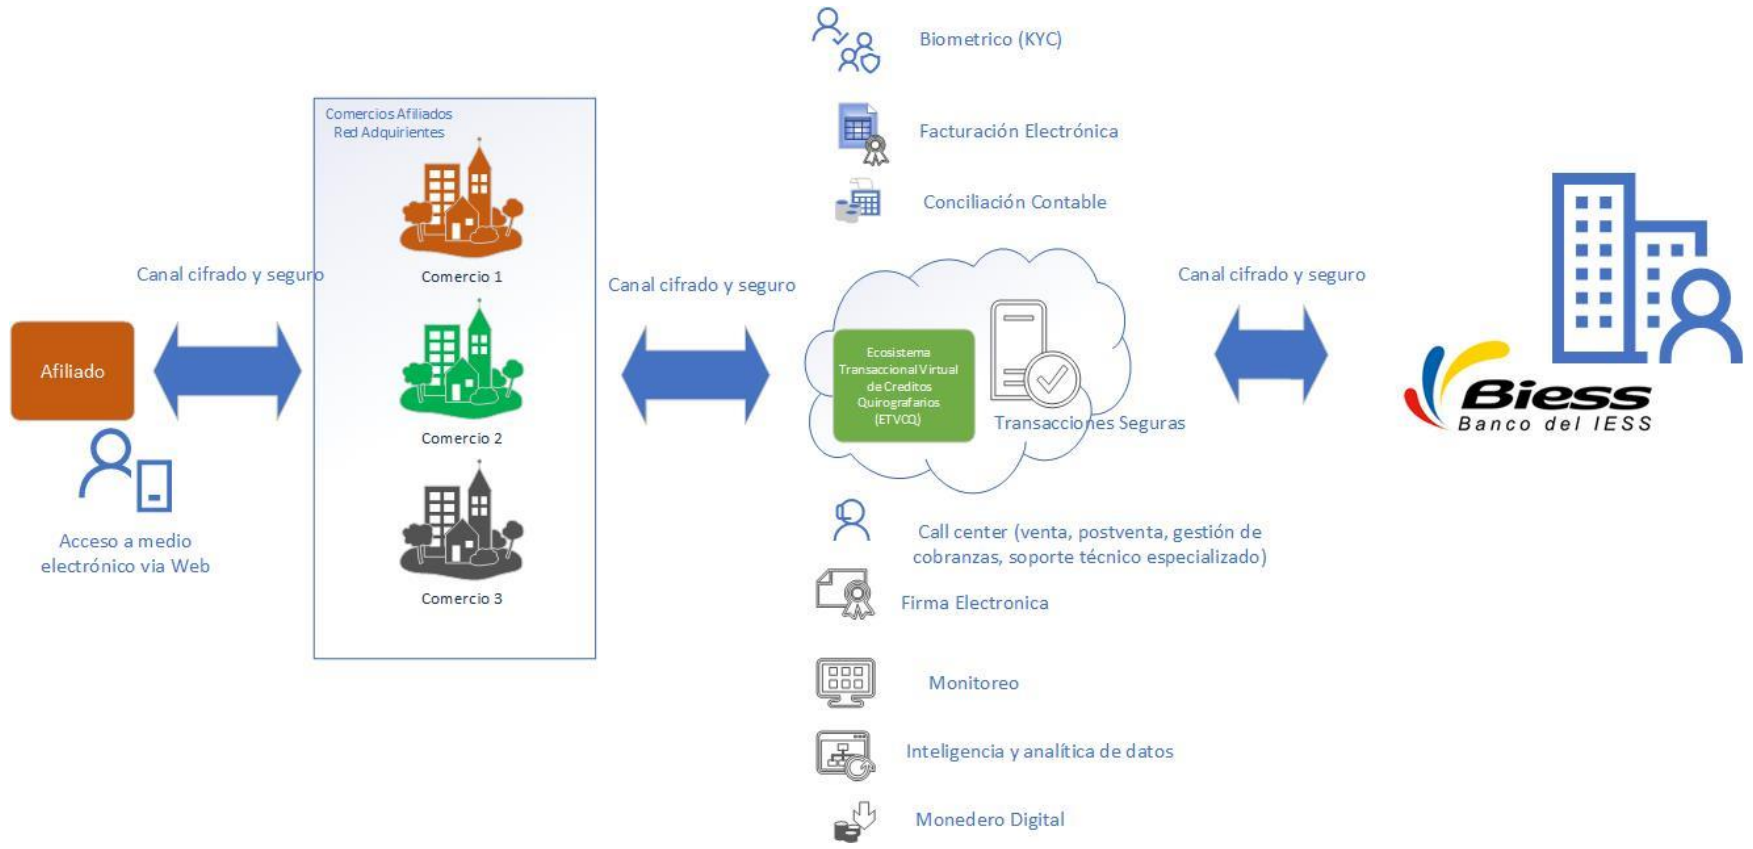 Biometrico (KYC)
Facturación Electrónica
Conciliación Contable
Comercios Afiliados
Red Adquirientes
Comercio 1
Comercio 2
Comercio 3
Canal cifrado y seguro
Afiliado
Acceso a medio
electrónico via Web
Canal cifrado y seguro
Ecosistema
Transaccional Virtual
de Creditos
Quirografarios
(ETVCQ)
Transacciones Seguras
Canal cifrado y seguro
Biess
Banco del IESS
Call center (venta, postventa, gestión de
cobranzas, soporte técnico especializado)
Firma Electronica
Monitoreo
Inteligencia y analítica de datos
Monedero Digital